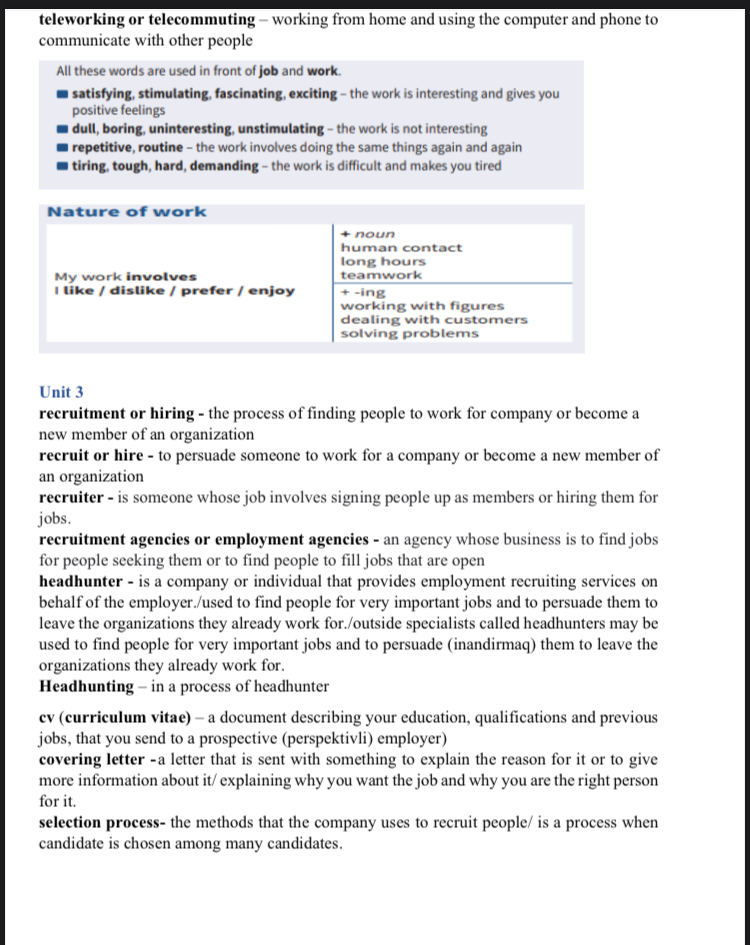 teleworking or telecommuting – working from home and using the computer and phone to
communicate with other people
All these words are used in front of job and work.
satisfying, stimulating, fascinating, exciting – the work is interesting and gives you
positive feelings
dull, boring, uninteresting, unstimulating – the work is not interesting
repetitive, routine – the work involves doing the same things again and again
tiring, tough, hard, demanding – the work is difficult and makes you tired
Nature of work
My work involves
I like / dislike / prefer / enjoy
+ noun
human contact
long hours
teamwork
+ -ing
working with figures
dealing with customers
solving problems
Unit 3
recruitment or hiring - the process of finding people to work for company or become a
new member of an organization
recruit or hire - to persuade someone to work for a company or become a new member of
an organization
recruiter - is someone whose job involves signing people up as members or hiring them for
jobs.
recruitment agencies or employment agencies - an agency whose business is to find jobs
for people seeking them or to find people to fill jobs that are open
headhunter - is a company or individual that provides employment recruiting services on
behalf of the employer./used to find people for very important jobs and to persuade them to
leave the organizations they already work for./outside specialists called headhunters may be
used to find people for very important jobs and to persuade (inandirmaq) them to leave the
organizations they already work for.
Headhunting – in a process of headhunter
cv (curriculum vitae) – a document describing your education, qualifications and previous
jobs, that you send to a prospective (perspektivli) employer)
covering letter -a letter that is sent with something to explain the reason for it or to give
more information about it/ explaining why you want the job and why you are the right person
for it.
selection process- the methods that the company uses to recruit people/ is a process when
candidate is chosen among many candidates.